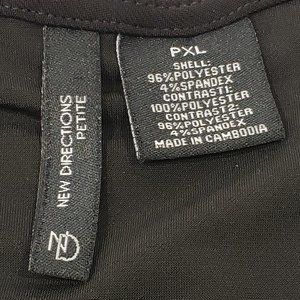 NEW DIRECTIONS
PETITE
ND
PXL
SHELL:
96%POLYESTER
4%SPANDEX
CONTRAST1:
100%POLYESTER
CONTRAST2:
96%POLYESTER
4%SPANDEX
MADE IN CAMBODIA